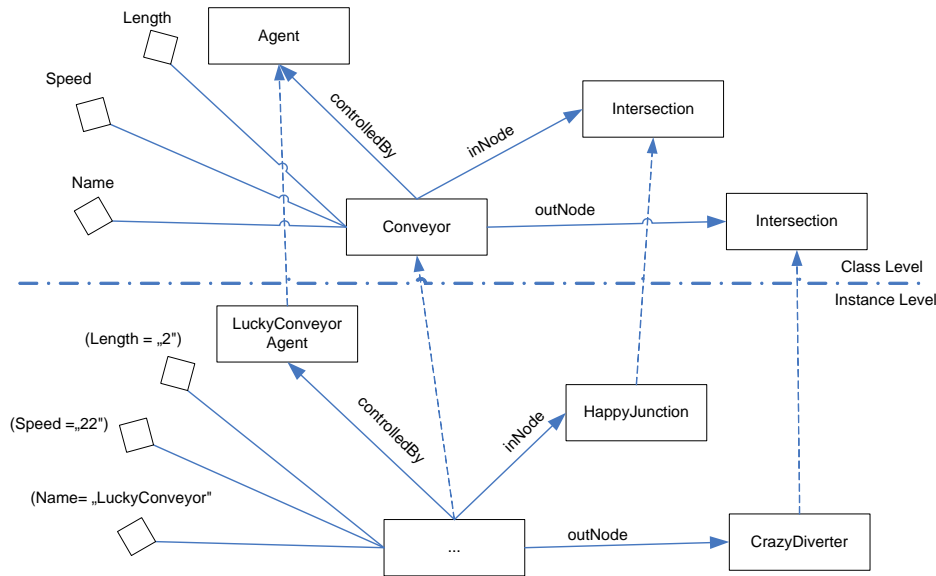 Length
Agent
Speed
controlledBy
inNode
Intersection
Name
Conveyor
outNode
Intersection
Class Level
Instance Level
LuckyConveyor
Agent
(Length = „2")
controlledBy
inNode
HappyJunction
(Speed =„22")
(Name= „LuckyConveyor"
...
outNode
CrazyDiverter